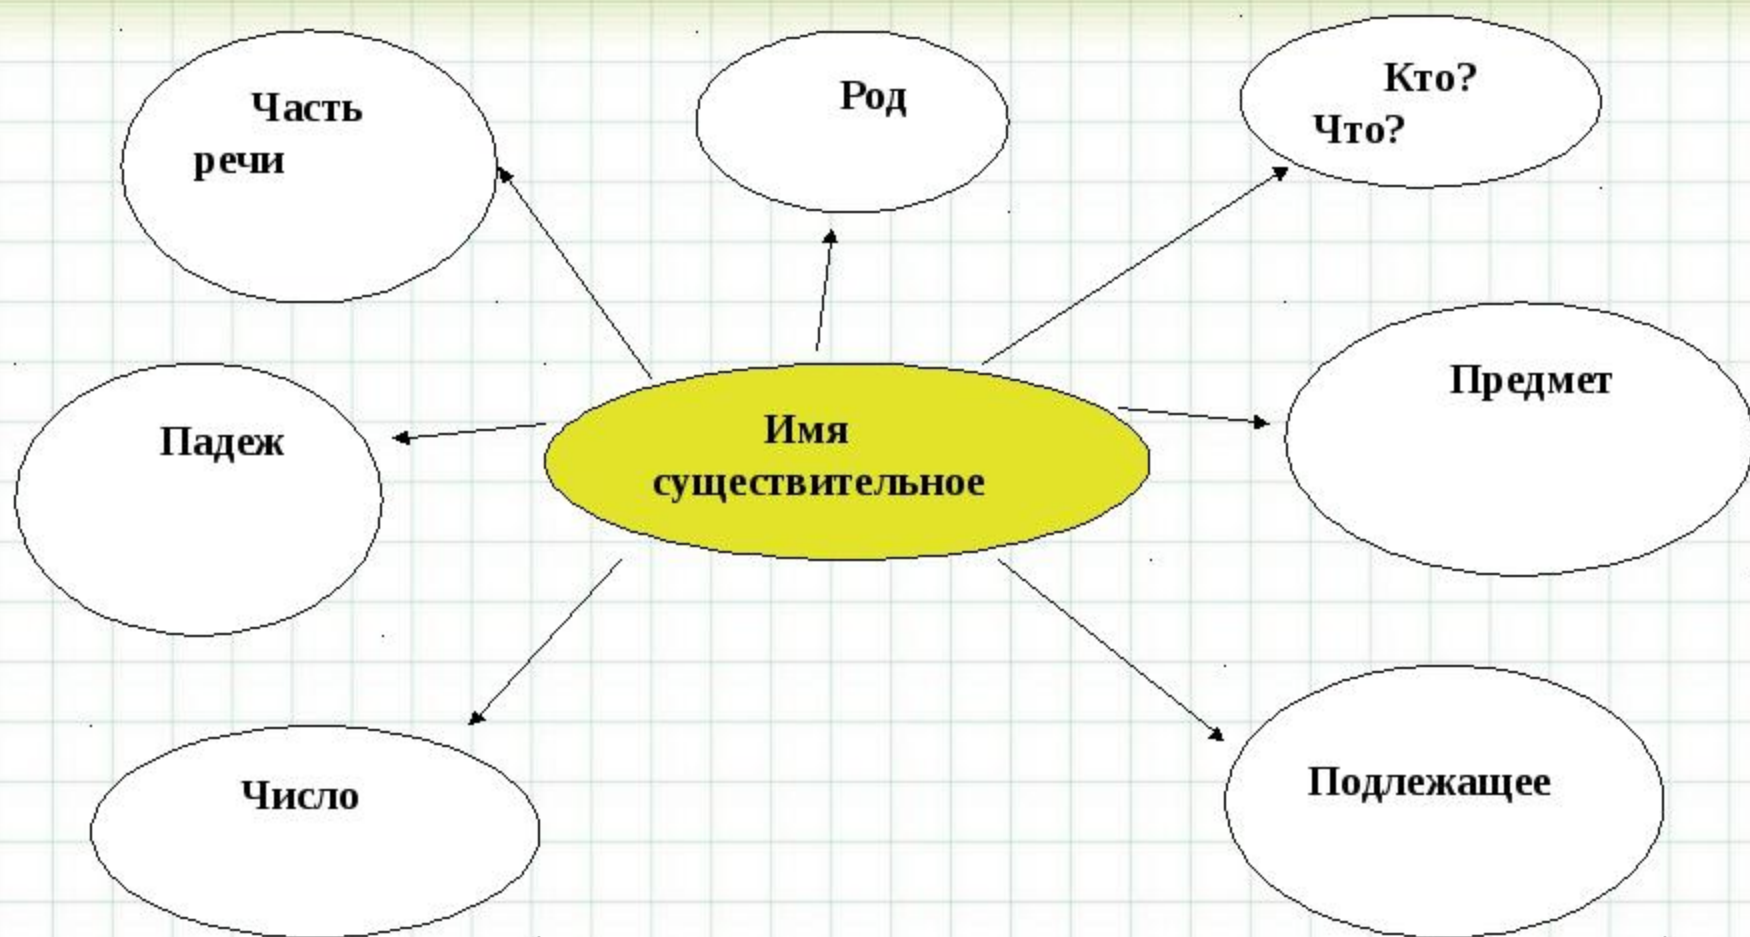 Часть
речи
Род
Кто?
Что?
Падеж
Имя
существительное
Предмет
Число
Подлежащее